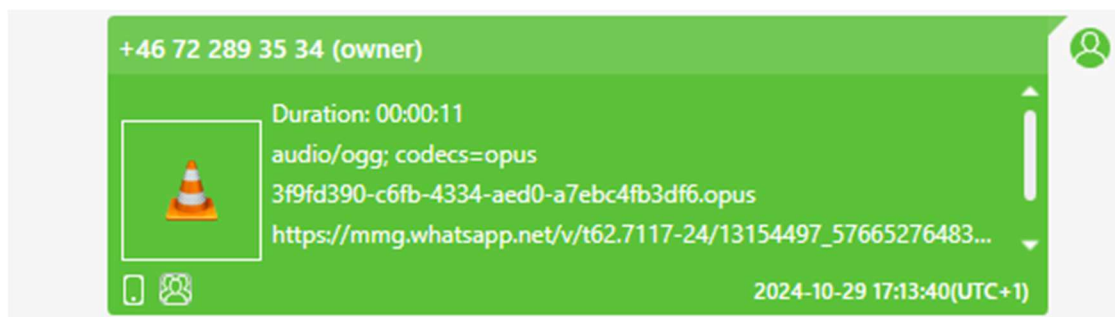 +46 72 289 35 34 (owner)
Duration: 00:00:11
audio/ogg; codecs=opus
3f9fd390-c6fb-4334-aed0-a7ebc4fb3df6.opus
https://mmg.whatsapp.net/v/t62.7117-24/13154497_57665276483...
2024-10-29 17:13:40(UTC+1)